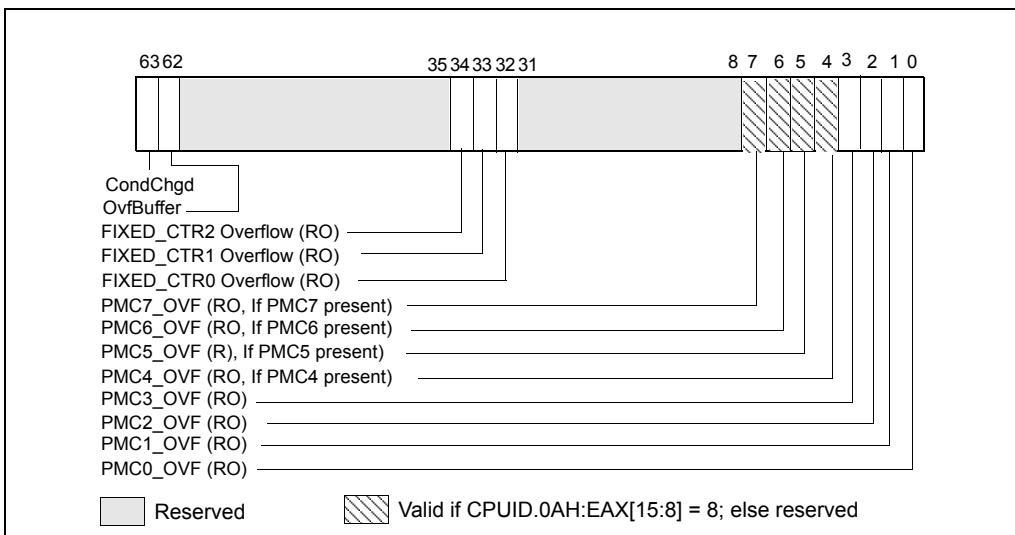 63 62 35 34 33 32 31 8 7 6 5 4 3 2 1 0
CondChgd
OvfBuffer
FIXED_CTR2 Overflow (RO)
FIXED_CTR1 Overflow (RO)
FIXED_CTR0 Overflow (RO)
PMC7_OVF (RO, If PMC7 present)
PMC6_OVF (RO, If PMC6 present)
PMC5_OVF (R), If PMC5 present)
PMC4_OVF (RO, If PMC4 present)
PMC3_OVF (RO)
PMC2_OVF (RO)
PMC1_OVF (RO)
PMC0_OVF (RO)
Reserved Valid if CPUID.0AH:EAX[15:8] = 8; else reserved